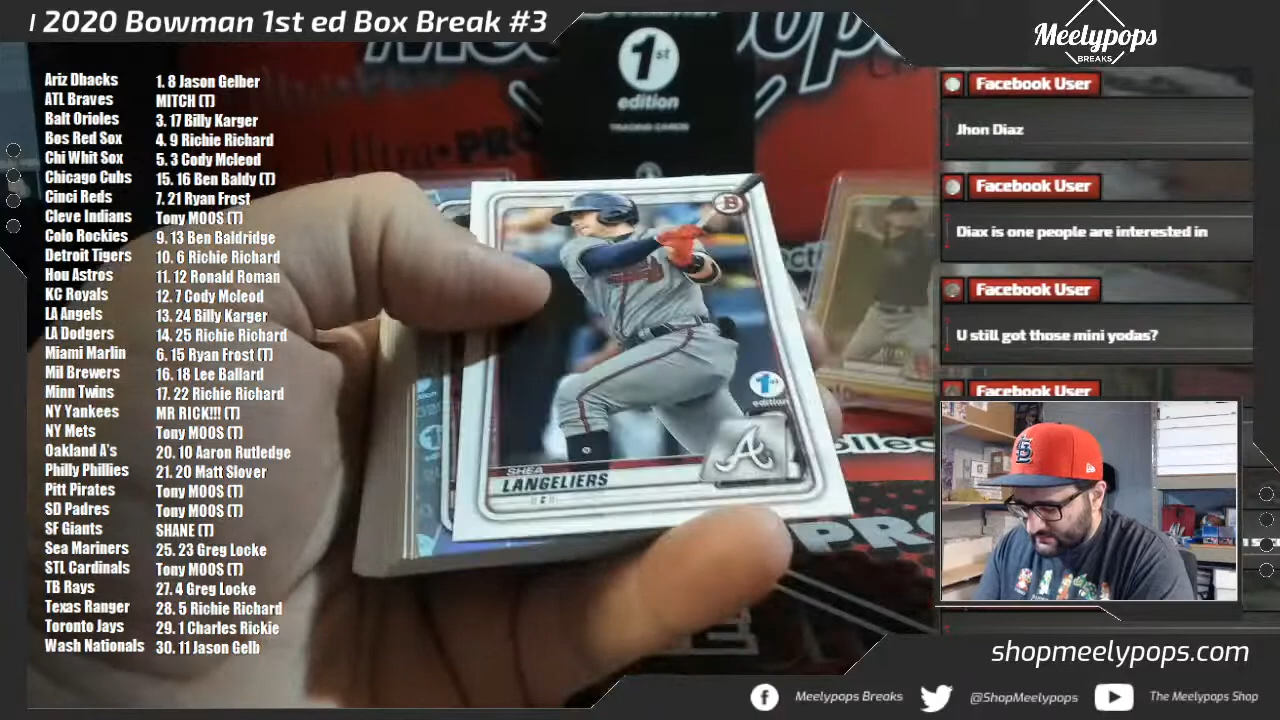 2020 Bowman 1st ed Box Break #3
Meelypops
BREAKS
Ariz Dbacks 1. 8 Jason Gelber
ATL Braves MITCH (T)
Balt Orioles 3. 17 Billy Karger
Bos Red Sox 4. 9 Richie Richard
Chi Whit Sox 5. 3 Cody Mcleod
Chicago Cubs 15. 16 Ben Baldy (T)
Cinci Reds 7. 21 Ryan Frost
Cleve Indians Tony MOOS (T)
Colo Rockies 9. 13 Ben Baldridge
Detroit Tigers 10. 6 Richie Richard
Hou Astros 11. 12 Ronald Roman
KC Royals 12. 7 Cody Mcleod
LA Angels 13. 24 Billy Karger
LA Dodgers 14. 25 Richie Richard
Miami Marlin 6. 15 Ryan Frost (T)
Mil Brewers 16. 18 Lee Ballard
Minn Twins 17. 22 Richie Richard
NY Yankees MR RICK!!! (T)
NY Mets Tony MOOS (T)
Oakland A's 20. 10 Aaron Rutledge
Philly Phillies 21. 20 Matt Slover
Pitt Pirates Tony MOOS (T)
SD Padres Tony MOOS (T)
SF Giants SHANE (T)
Sea Mariners 25. 23 Greg Locke
STL Cardinals Tony MOOS (T)
TB Rays 27. 4 Greg Locke
Texas Ranger 28. 5 Richie Richard
Toronto Jays 29. 1 Charles Rickie
Wash Nationals 30. 11 Jason Gelb
1st
edition
TRADING CARDS
B
1st
edition
A
SHEA
LANGELIERS
C
Facebook User
Jhon Diaz
Facebook User
Diax is one people are interested in
Facebook User
U still got those mini yodas?
Facebook User
shopmeelypops.com
Meelypops Breaks
@ShopMeelypops
The Meelypops Shop